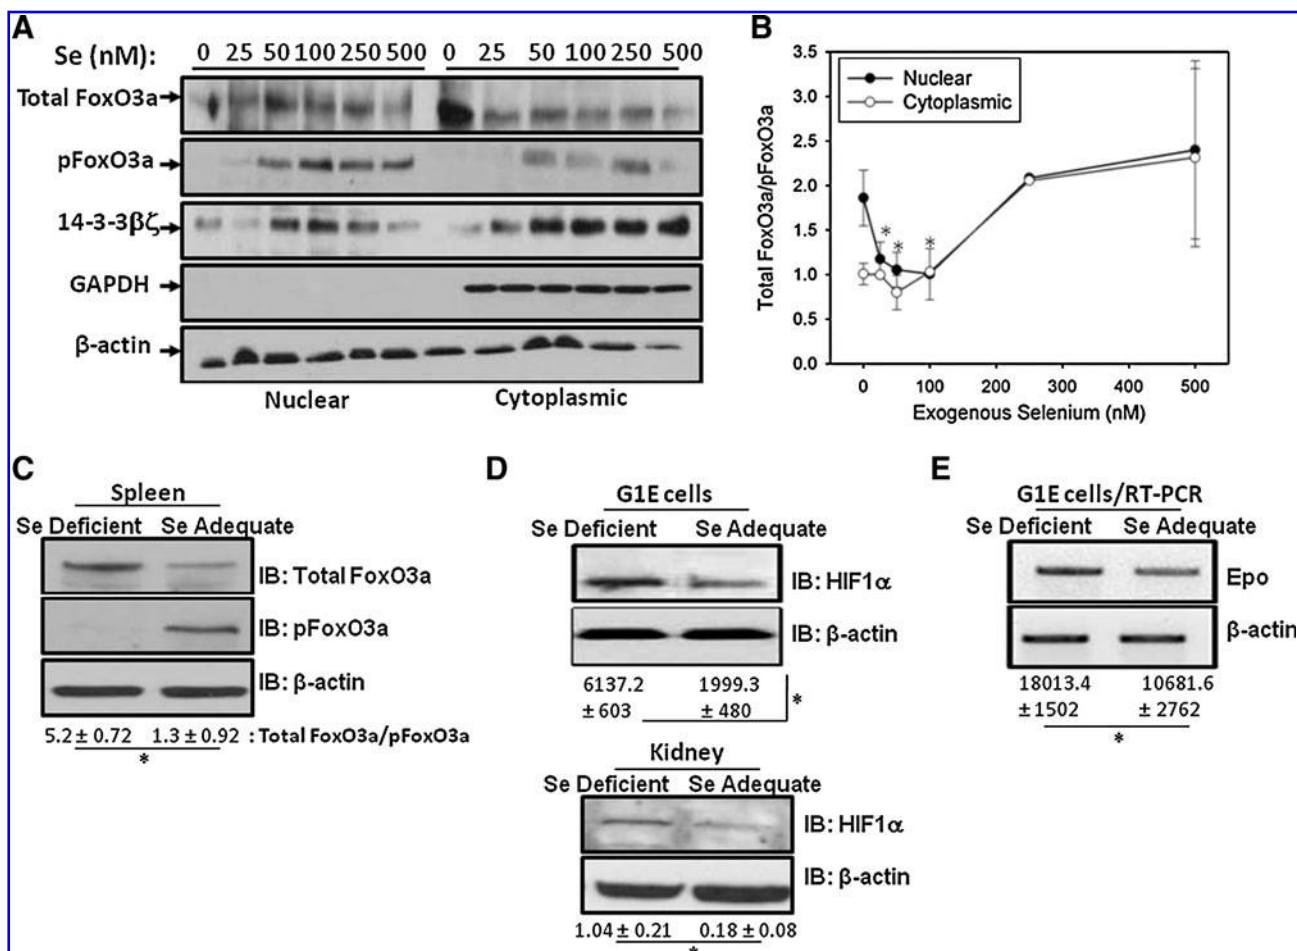 A
Se (nM): 0 25 50 100 250 500 0 25 50 100 250 500
Total FoxO3a
pFoxO3a
14-3-3βζ
GAPDH
β-actin
Nuclear Cytoplasmic
B
Nuclear
Cytoplasmic
Total FoxO3a/pFoxO3a
3.5
3.0
2.5
2.0
1.5
1.0
0.5
0.0
* * *
0 100 200 300 400 500
Exogenous Selenium (nM)
C
Spleen
Se Deficient Se Adequate
IB: Total FoxO3a
IB: pFoxO3a
IB: β-actin
5.2 ± 0.72 1.3 ± 0.92 : Total FoxO3a/pFoxO3a
*
D
G1E cells
Se Deficient Se Adequate
IB: HIF1α
IB: β-actin
6137.2 1999.3
± 603 ± 480 *
Kidney
Se Deficient Se Adequate
IB: HIF1α
IB: β-actin
1.04 ± 0.21 0.18 ± 0.08
*
E
G1E cells/RT-PCR
Se Deficient Se Adequate
Epo
β-actin
18013.4 10681.6
± 1502 ± 2762
*